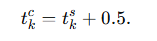 $t_k^c = t_k^s + 0.5.$